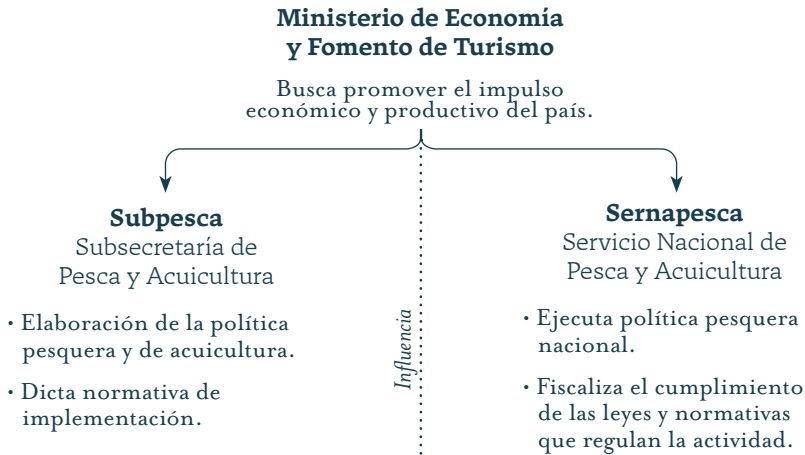 Ministerio de Economía
y Fomento de Turismo
Busca promover el impulso
económico y productivo del país.
Subpesca
Subsecretaría de
Pesca y Acuicultura
• Elaboración de la política
pesquera y de acuicultura.
• Dicta normativa de
implementación.
Influencia
Sernapesca
Servicio Nacional de
Pesca y Acuicultura
• Ejecuta política pesquera
nacional.
• Fiscaliza el cumplimiento
de las leyes y normativas
que regulan la actividad.